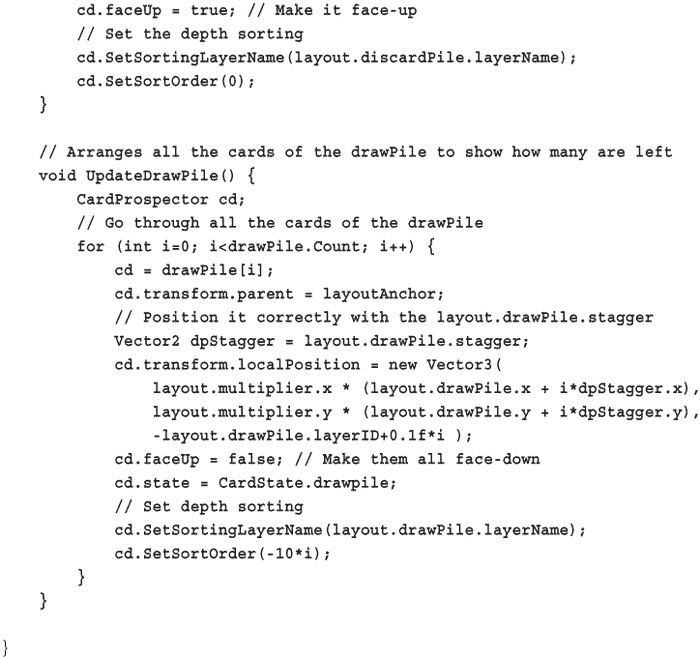 cd.faceUp = true; // Make it face-up
// Set the depth sorting
cd.SetSortingLayerName(layout.discardPile.layerName);
cd.SetSortOrder(0);
}
// Arranges all the cards of the drawPile to show how many are left
void UpdateDrawPile() {
CardProspector cd;
// Go through all the cards of the drawPile
for (int i=0; i<drawPile.Count; i++) {
cd = drawPile[i];
cd.transform.parent = layoutAnchor;
// Position it correctly with the layout.drawPile.stagger
Vector2 dpStagger = layout.drawPile.stagger;
cd.transform.localPosition = new Vector3(
layout.multiplier.x * (layout.drawPile.x + i*dpStagger.x),
layout.multiplier.y * (layout.drawPile.y + i*dpStagger.y),
-layout.drawPile.layerID+0.1f*i );
cd.faceUp = false; // Make them all face-down
cd.state = CardState.drawpile;
// Set depth sorting
cd.SetSortingLayerName(layout.drawPile.layerName);
cd.SetSortOrder(-10*i);
}
}
}